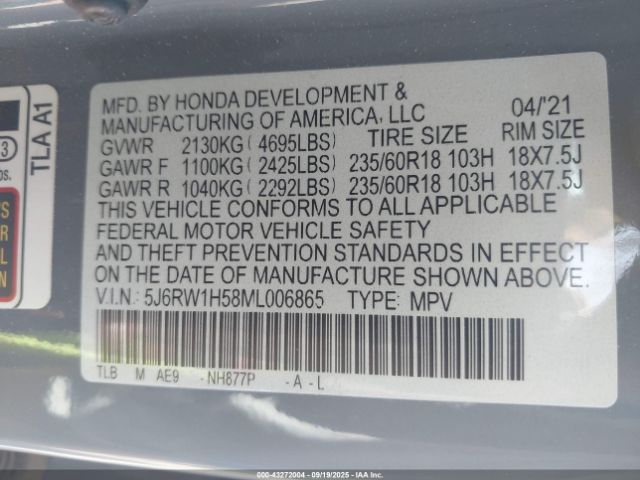 MFD. BY HONDA DEVELOPMENT &
MANUFACTURING OF AMERICA, LLC 04/'21
GVWR 2130KG ( 4695LBS) TIRE SIZE RIM SIZE
GAWR F 1100KG ( 2425LBS) 235/60R18 103H 18X7.5J
GAWR R 1040KG ( 2292LBS) 235/60R18 103H 18X7.5J
THIS VEHICLE CONFORMS TO ALL APPLICABLE
FEDERAL MOTOR VEHICLE SAFETY
AND THEFT PREVENTION STANDARDS IN EFFECT
ON THE DATE OF MANUFACTURE SHOWN ABOVE.
V.I.N.: 5J6RW1H58ML006865 TYPE: MPV
TLB M AE9 - NH877P - A - L
TLA A1
000-43272004 - 09/19/2025 - IAAI, Inc.